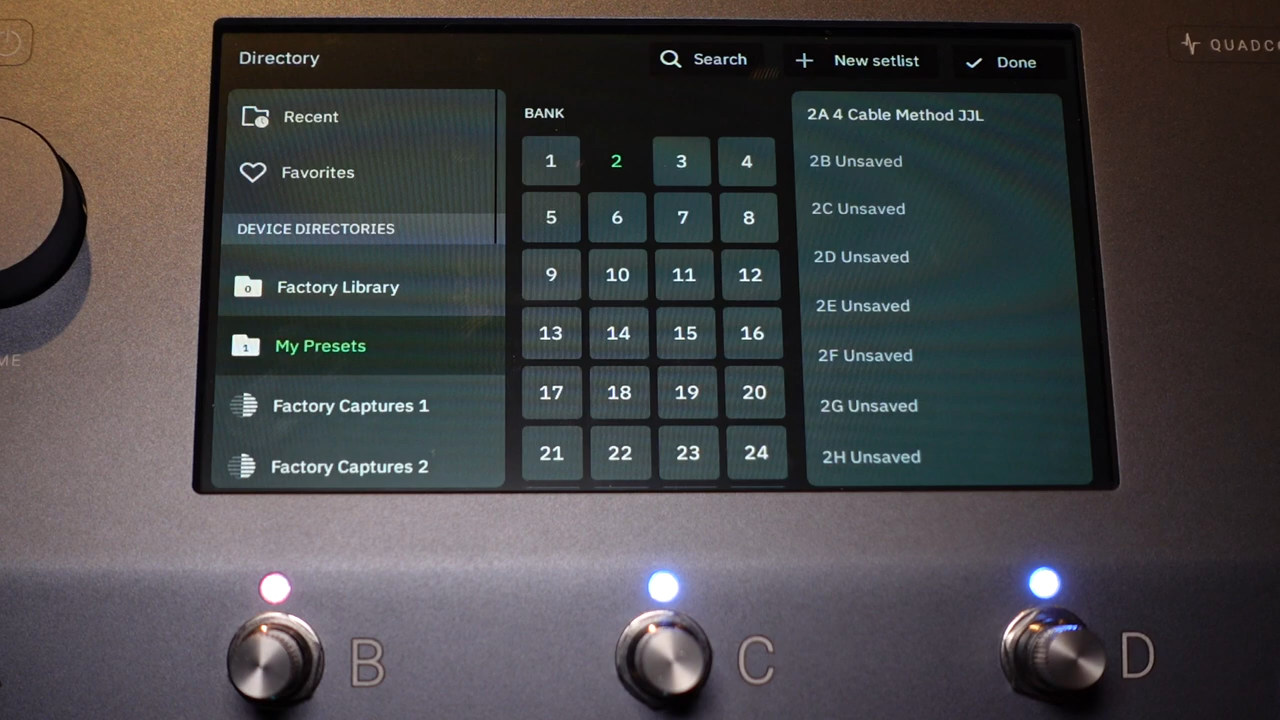 Directory
Search
New setlist
Done
QUADC
Recent
Favorites
DEVICE DIRECTORIES
0 Factory Library
1 My Presets
Factory Captures 1
Factory Captures 2
BANK
1 2 3 4
5 6 7 8
9 10 11 12
13 14 15 16
17 18 19 20
21 22 23 24
2A 4 Cable Method JJL
2B Unsaved
2C Unsaved
2D Unsaved
2E Unsaved
2F Unsaved
2G Unsaved
2H Unsaved
ME
B
C
D